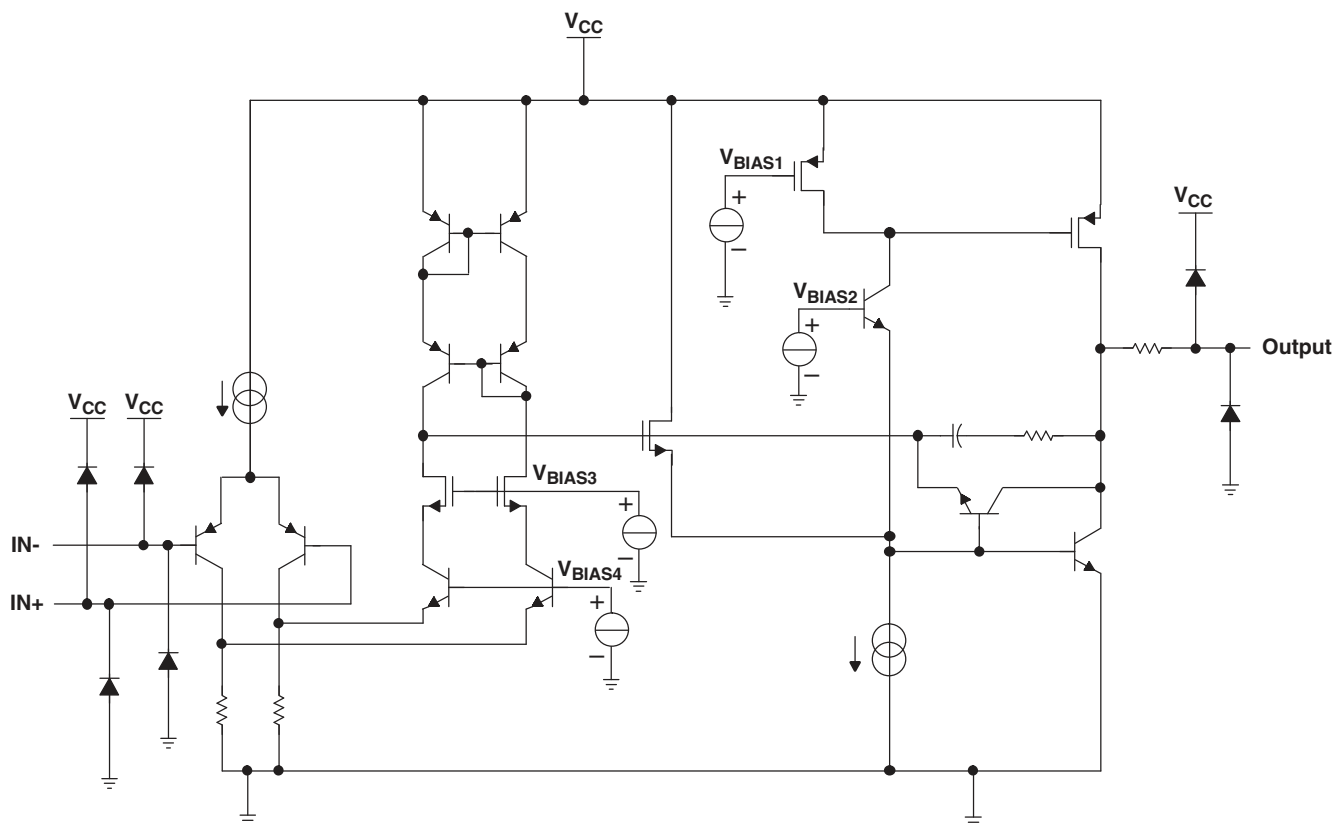 VCC
VBIAS1
+
−
VCC
VBIAS2
+
−
Output
VCC
VCC
VBIAS3
+
−
IN-
VBIAS4
IN+
+
−